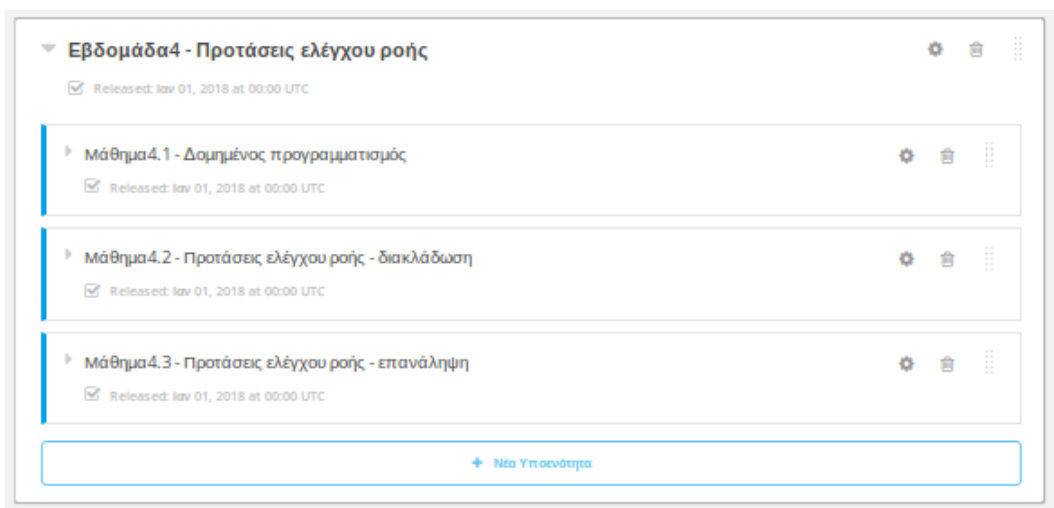 Εβδομάδα4 - Προτάσεις ελέγχου ροής
Released: Ιαν 01, 2018 at 00:00 UTC
Μάθημα4.1 - Δομημένος προγραμματισμός
Released: Ιαν 01, 2018 at 00:00 UTC
Μάθημα4.2 - Προτάσεις ελέγχου ροής - διακλάδωση
Released: Ιαν 01, 2018 at 00:00 UTC
Μάθημα4.3 - Προτάσεις ελέγχου ροής - επανάληψη
Released: Ιαν 01, 2018 at 00:00 UTC
+ Νέα Υποενότητα